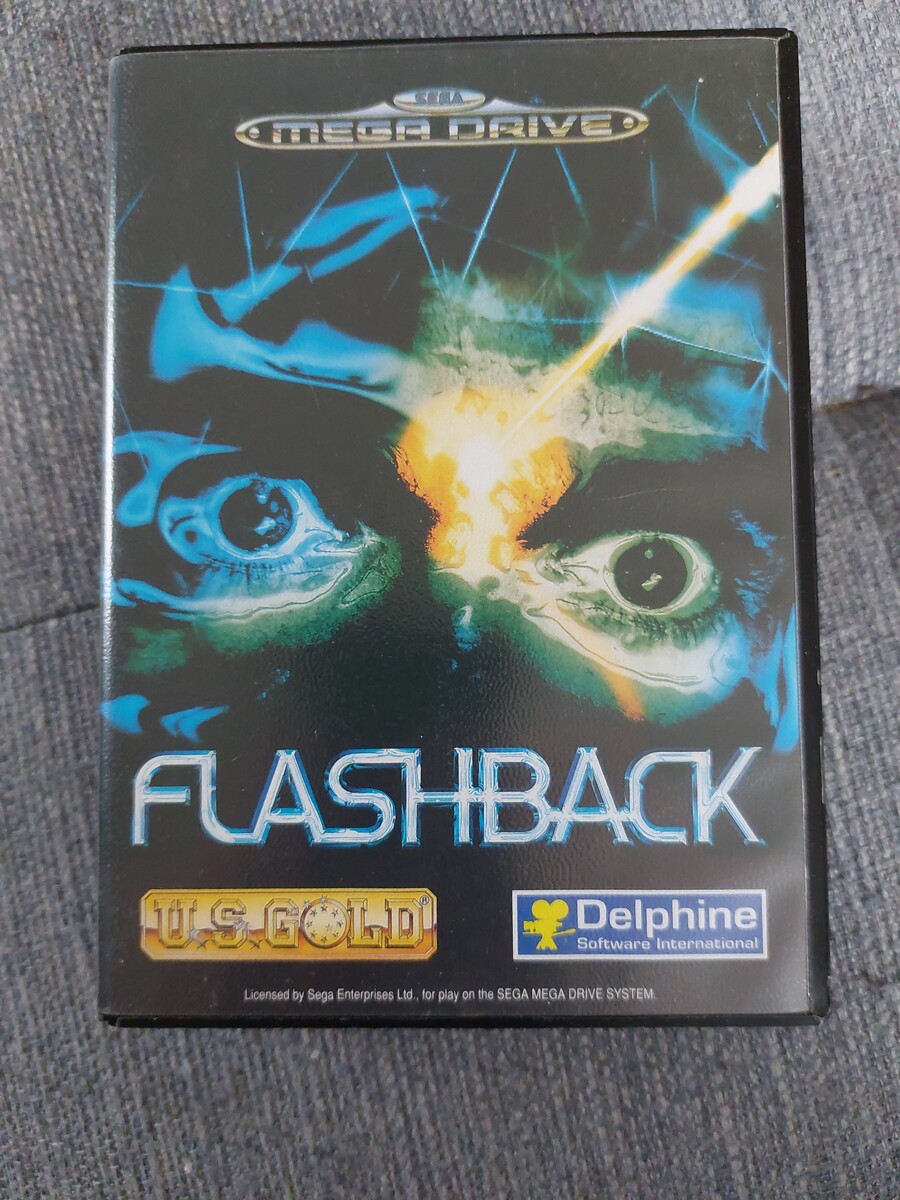 SEGA
MEGA DRIVE
FLASHBACK
U.S. GOLD®
Delphine
Software International
Licensed by Sega Enterprises Ltd., for play on the SEGA MEGA DRIVE SYSTEM.